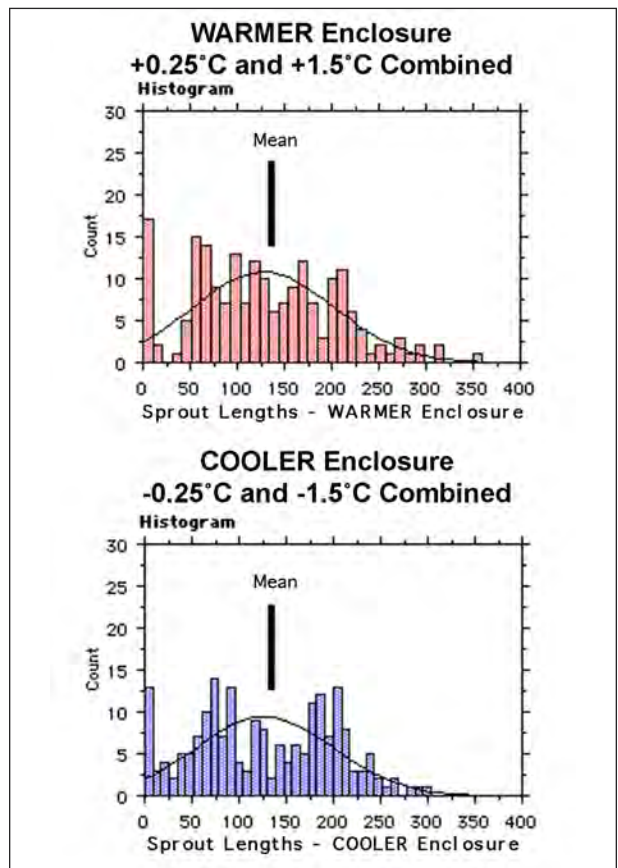 WARMER Enclosure
+0.25°C and +1.5°C Combined
Histogram
30
25
20
15
10
5
0
Count
Mean
0 50 100 150 200 250 300 350 400
Sprout Lengths - WARMER Enclosure
COOLER Enclosure
-0.25°C and -1.5°C Combined
Histogram
30
25
20
15
10
5
0
Count
Mean
0 50 100 150 200 250 300 350 400
Sprout Lengths - COOLER Enclosure